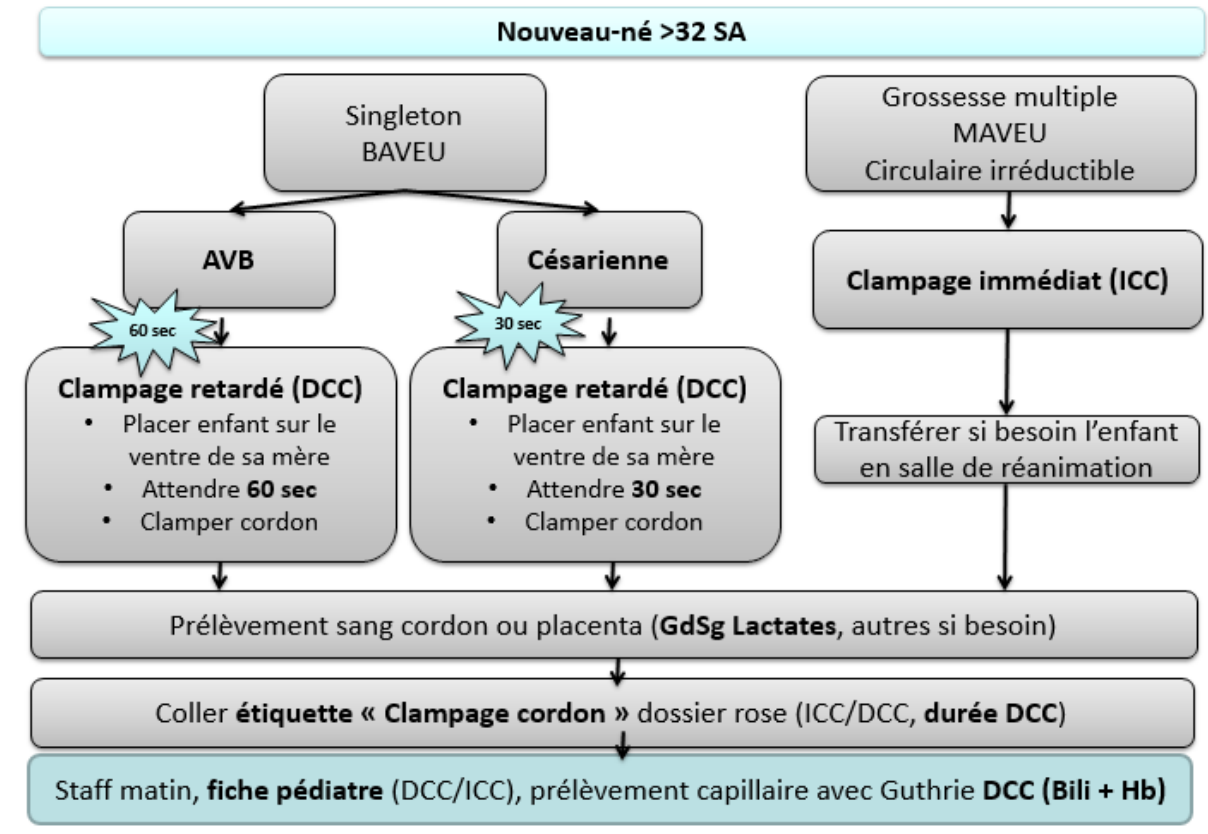 Nouveau-né >32 SA
Singleton
BAVEU
Grossesse multiple
MAVEU
Circulaire irréductible
AVB
Césarienne
Clampage immédiat (ICC)
60 sec
30 sec
Clampage retardé (DCC)
• Placer enfant sur le
ventre de sa mère
• Attendre 60 sec
• Clamper cordon
Clampage retardé (DCC)
• Placer enfant sur le
ventre de sa mère
• Attendre 30 sec
• Clamper cordon
Transférer si besoin l’enfant
en salle de réanimation
Prélèvement sang cordon ou placenta (GdSg Lactates, autres si besoin)
Coller étiquette « Clampage cordon » dossier rose (ICC/DCC, durée DCC)
Staff matin, fiche pédiatre (DCC/ICC), prélèvement capillaire avec Guthrie DCC (Bili + Hb)